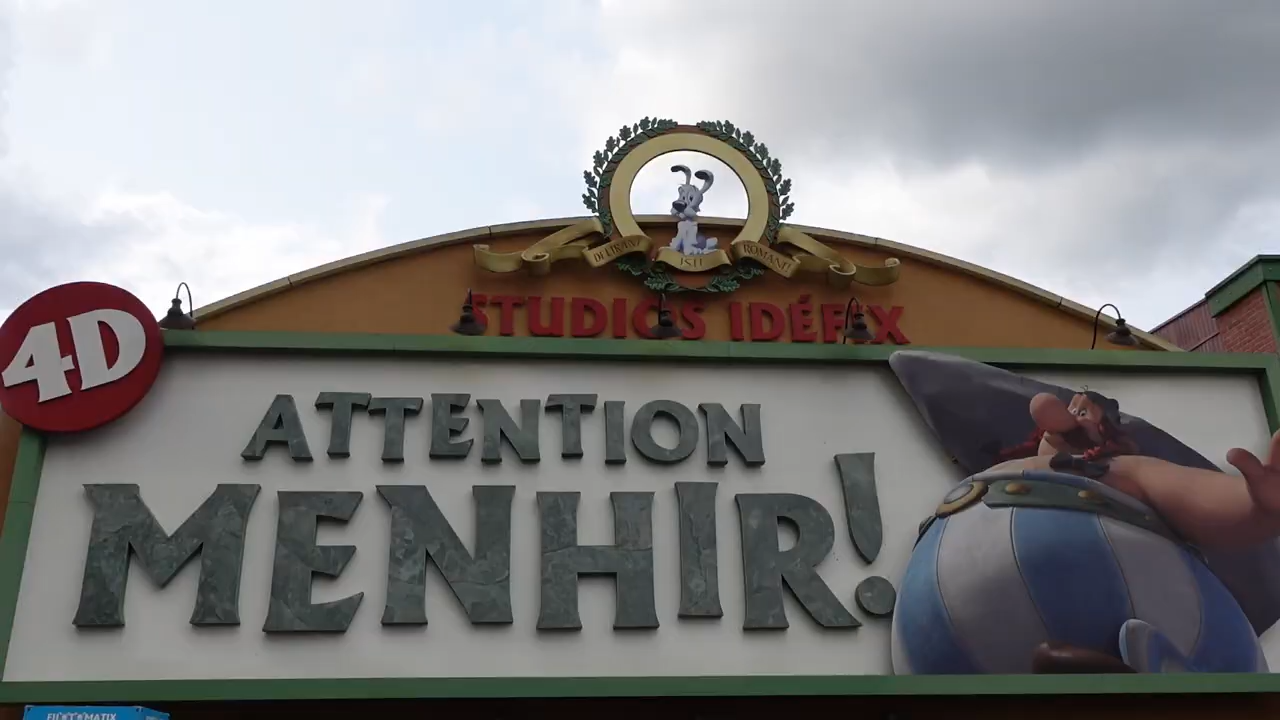 DELIRANT
ISTI
ROMANI!
STUDIOS IDÉFIX
4D
ATTENTION
MENHIR!